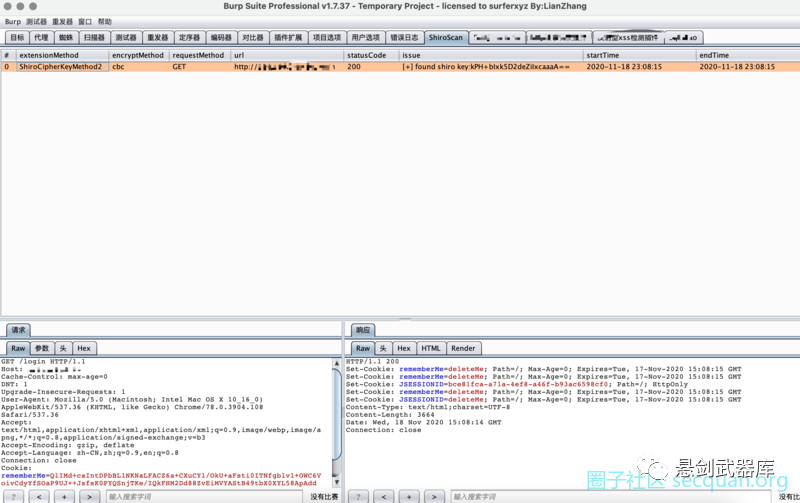 Burp Suite Professional v1.7.37 - Temporary Project - licensed to surferxyz By:LianZhang
Burp 测试器 重发器 窗口 帮助
目标 代理 蜘蛛 扫描器 测试器 重发器 定序器 编码器 对比器 插件扩展 项目选项 用户选项 错误日志 ShiroScan xss检测插件
# extensionMethod encryptMethod requestMethod url statusCode issue startTime endTime
0 ShiroCipherKeyMethod2 cbc GET http:// 200 [+] found shiro key:kPH+bIxk5D2deZiIxcaaaA== 2020-11-18 23:08:15 2020-11-18 23:08:15
请求
Raw 参数 头 Hex
GET /login HTTP/1.1
Host:
Cache-Control: max-age=0
DNT: 1
Upgrade-Insecure-Requests: 1
User-Agent: Mozilla/5.0 (Macintosh; Intel Mac OS X 10_16_0)
AppleWebKit/537.36 (KHTML, like Gecko) Chrome/78.0.3904.108
Safari/537.36
Accept:
text/html,application/xhtml+xml,application/xml;q=0.9,image/webp,image/a
png,*/*;q=0.8,application/signed-exchange;v=b3
Accept-Encoding: gzip, deflate
Accept-Language: zh-CN,zh;q=0.9,en;q=0.8
Connection: close
Cookie:
? < + > 输入搜索字词 没有比赛
响应
Raw 头 Hex HTML Render
HTTP/1.1 200
Set-Cookie: rememberMe=deleteMe; Path=/; Max-Age=0; Expires=Tue, 17-Nov-2020 15:08:15 GMT
Set-Cookie: rememberMe=deleteMe; Path=/; Max-Age=0; Expires=Tue, 17-Nov-2020 15:08:15 GMT
Set-Cookie: JSESSIONID=bce81fca-a71a-4ef8-a46f-b93ac6598cf0; Path=/; HttpOnly
Set-Cookie: rememberMe=deleteMe; Path=/; Max-Age=0; Expires=Tue, 17-Nov-2020 15:08:15 GMT
Set-Cookie: rememberMe=deleteMe; Path=/; Max-Age=0; Expires=Tue, 17-Nov-2020 15:08:15 GMT
Content-Type: text/html;charset=UTF-8
Content-Length: 3664
Date: Wed, 18 Nov 2020 15:08:14 GMT
Connection: close
? < + > 输入搜索字词 没有比
悬剑武器库
圈子社区 secquan.org